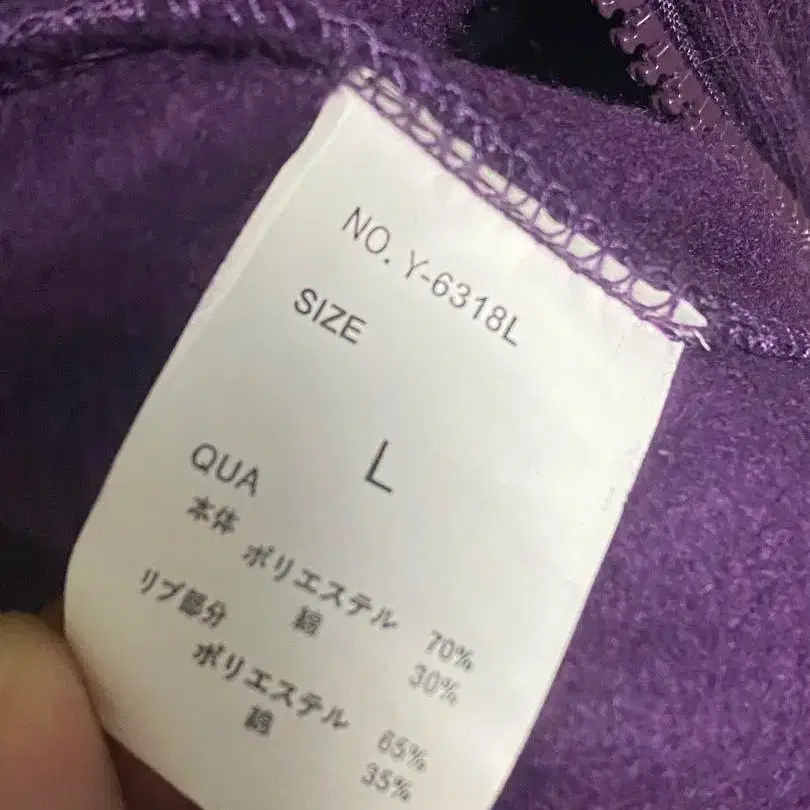 NO. Y-6318L
SIZE
L
QUA
本体 ポリエステル 70%
綿 30%
リブ部分
ポリエステル 65%
綿 35%